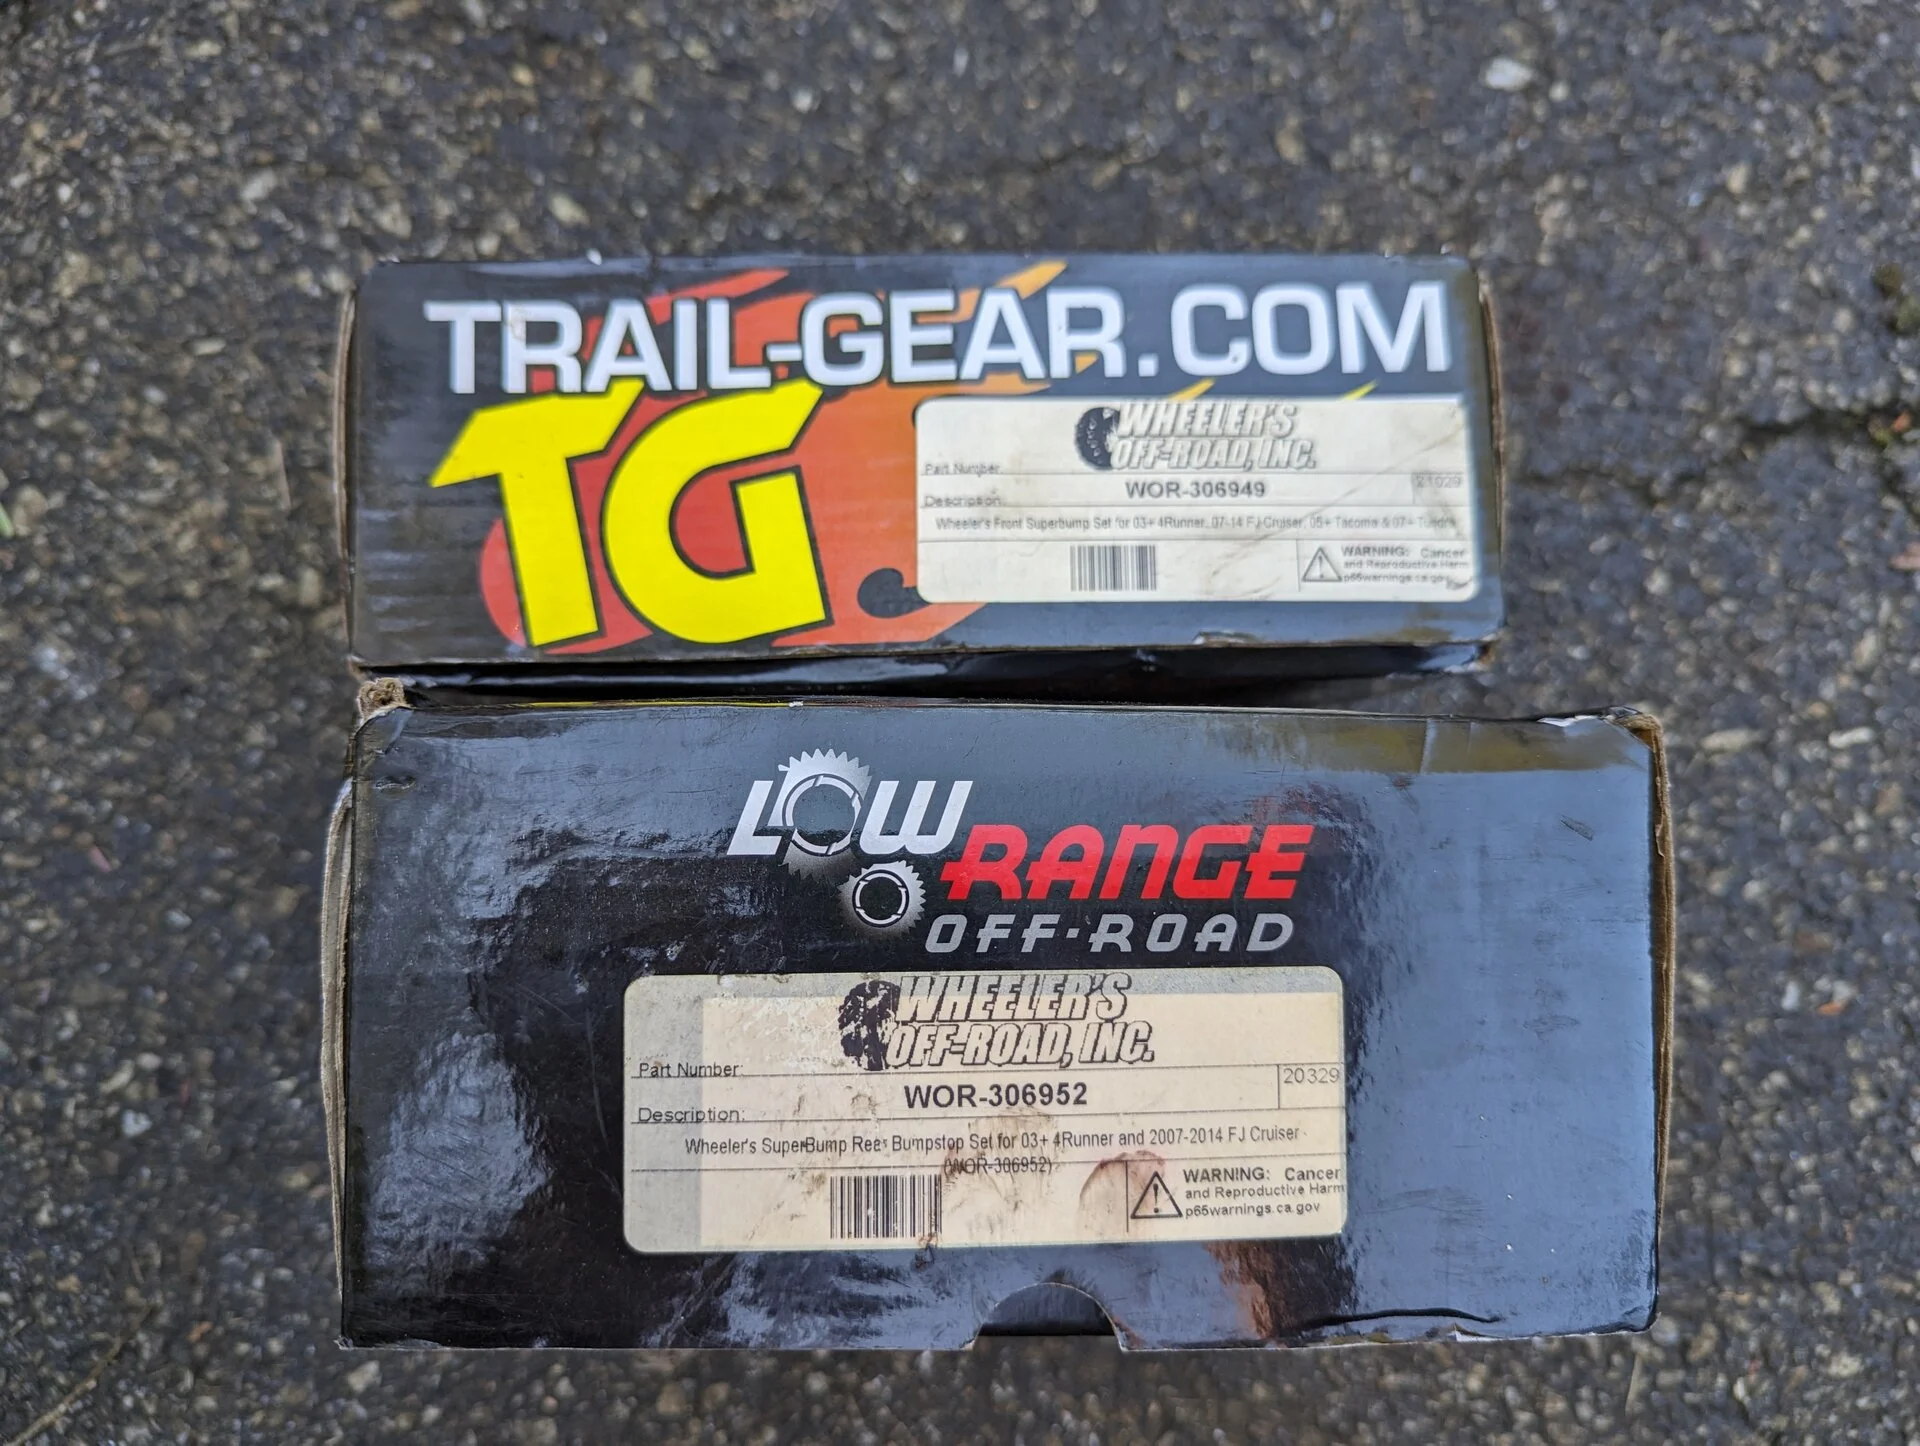 TRAIL-GEAR.COM
TG
WHEELER'S
OFF-ROAD, INC.
Part Number
WOR-306949
21029
Description:
Wheeler's Front Superbump Set for 03+ 4Runner, 07-14 FJ Cruiser, 05+ Tacoma & 07+ Tundra
WARNING: Cancer
and Reproductive Harm
p65warnings.ca.gov
LOW
RANGE
OFF-ROAD
WHEELER'S
OFF-ROAD, INC.
Part Number:
WOR-306952
20329
Description:
Wheeler's SuperBump Rear Bumpstop Set for 03+ 4Runner and 2007-2014 FJ Cruiser
(WOR-306952)
WARNING: Cancer
and Reproductive Harm
p65warnings.ca.gov